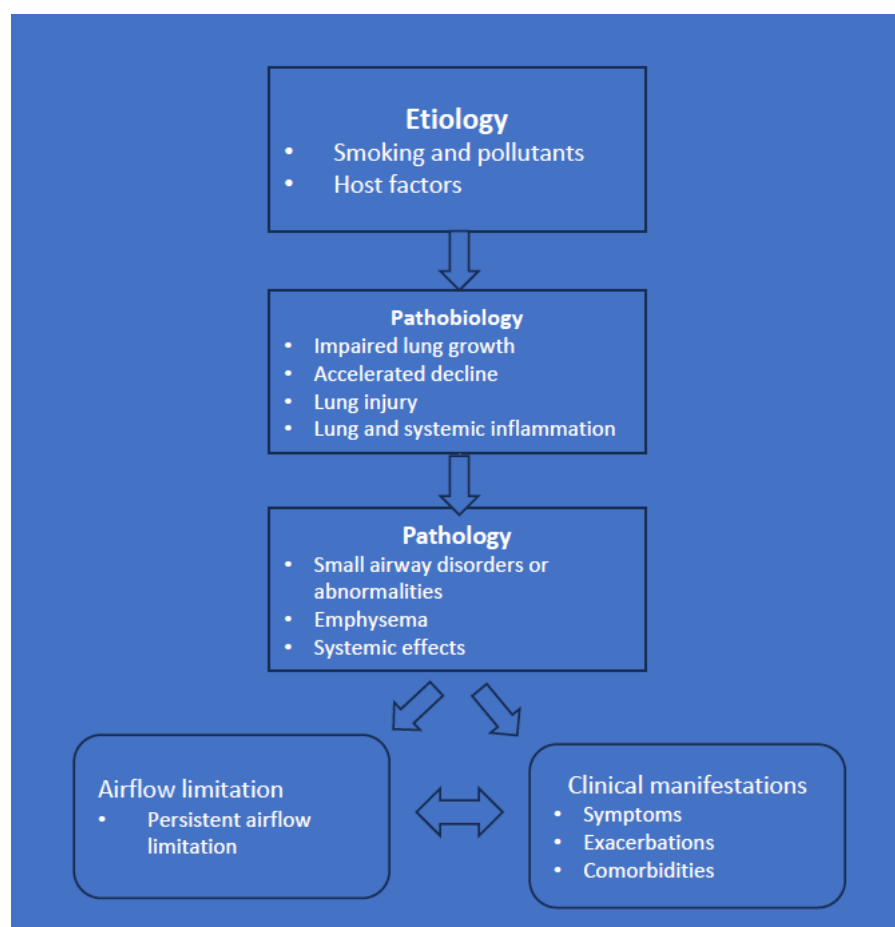 Etiology
• Smoking and pollutants
• Host factors
Pathobiology
• Impaired lung growth
• Accelerated decline
• Lung injury
• Lung and systemic inflammation
Pathology
• Small airway disorders or
abnormalities
• Emphysema
• Systemic effects
Airflow limitation
• Persistent airflow
limitation
Clinical manifestations
• Symptoms
• Exacerbations
• Comorbidities